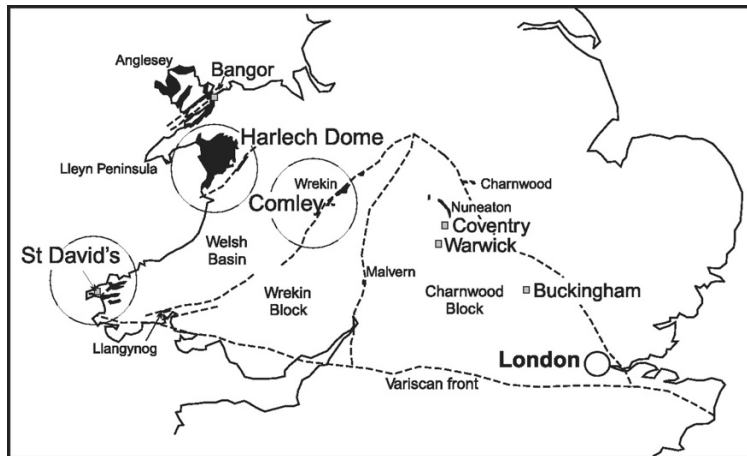 Anglesey
Bangor
Harlech Dome
Lleyn Peninsula
Wrekin
Charnwood
Comley
Nuneaton
Coventry
Warwick
St David's
Welsh
Basin
Malvern
Wrekin
Block
Charnwood
Block
Buckingham
Llangynog
London
Variscan front